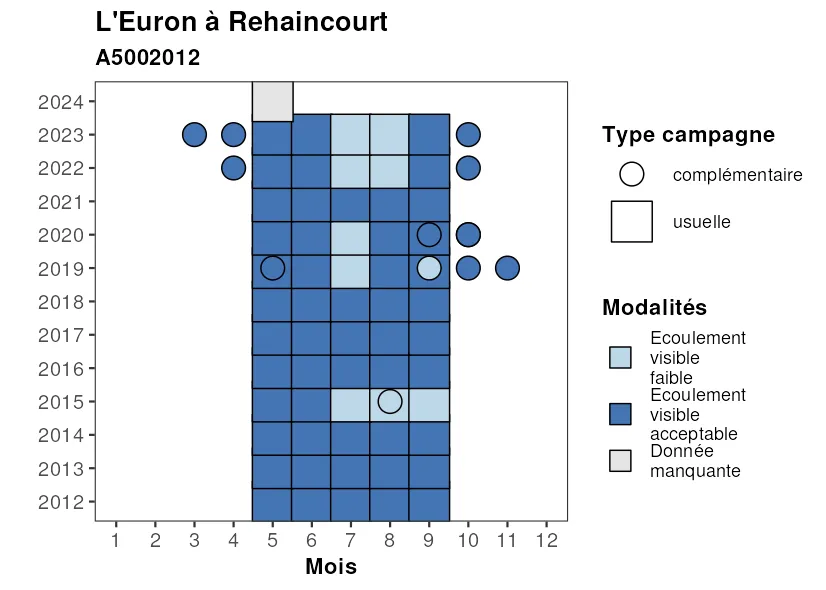 L'Euron à Rehaincourt
A5002012
2024
2023
2022
2021
2020
2019
2018
2017
2016
2015
2014
2013
2012
1 2 3 4 5 6 7 8 9 10 11 12
Mois
Type campagne
complémentaire
usuelle
Modalités
Ecoulement
visible
faible
Ecoulement
visible
acceptable
Donnée
manquante